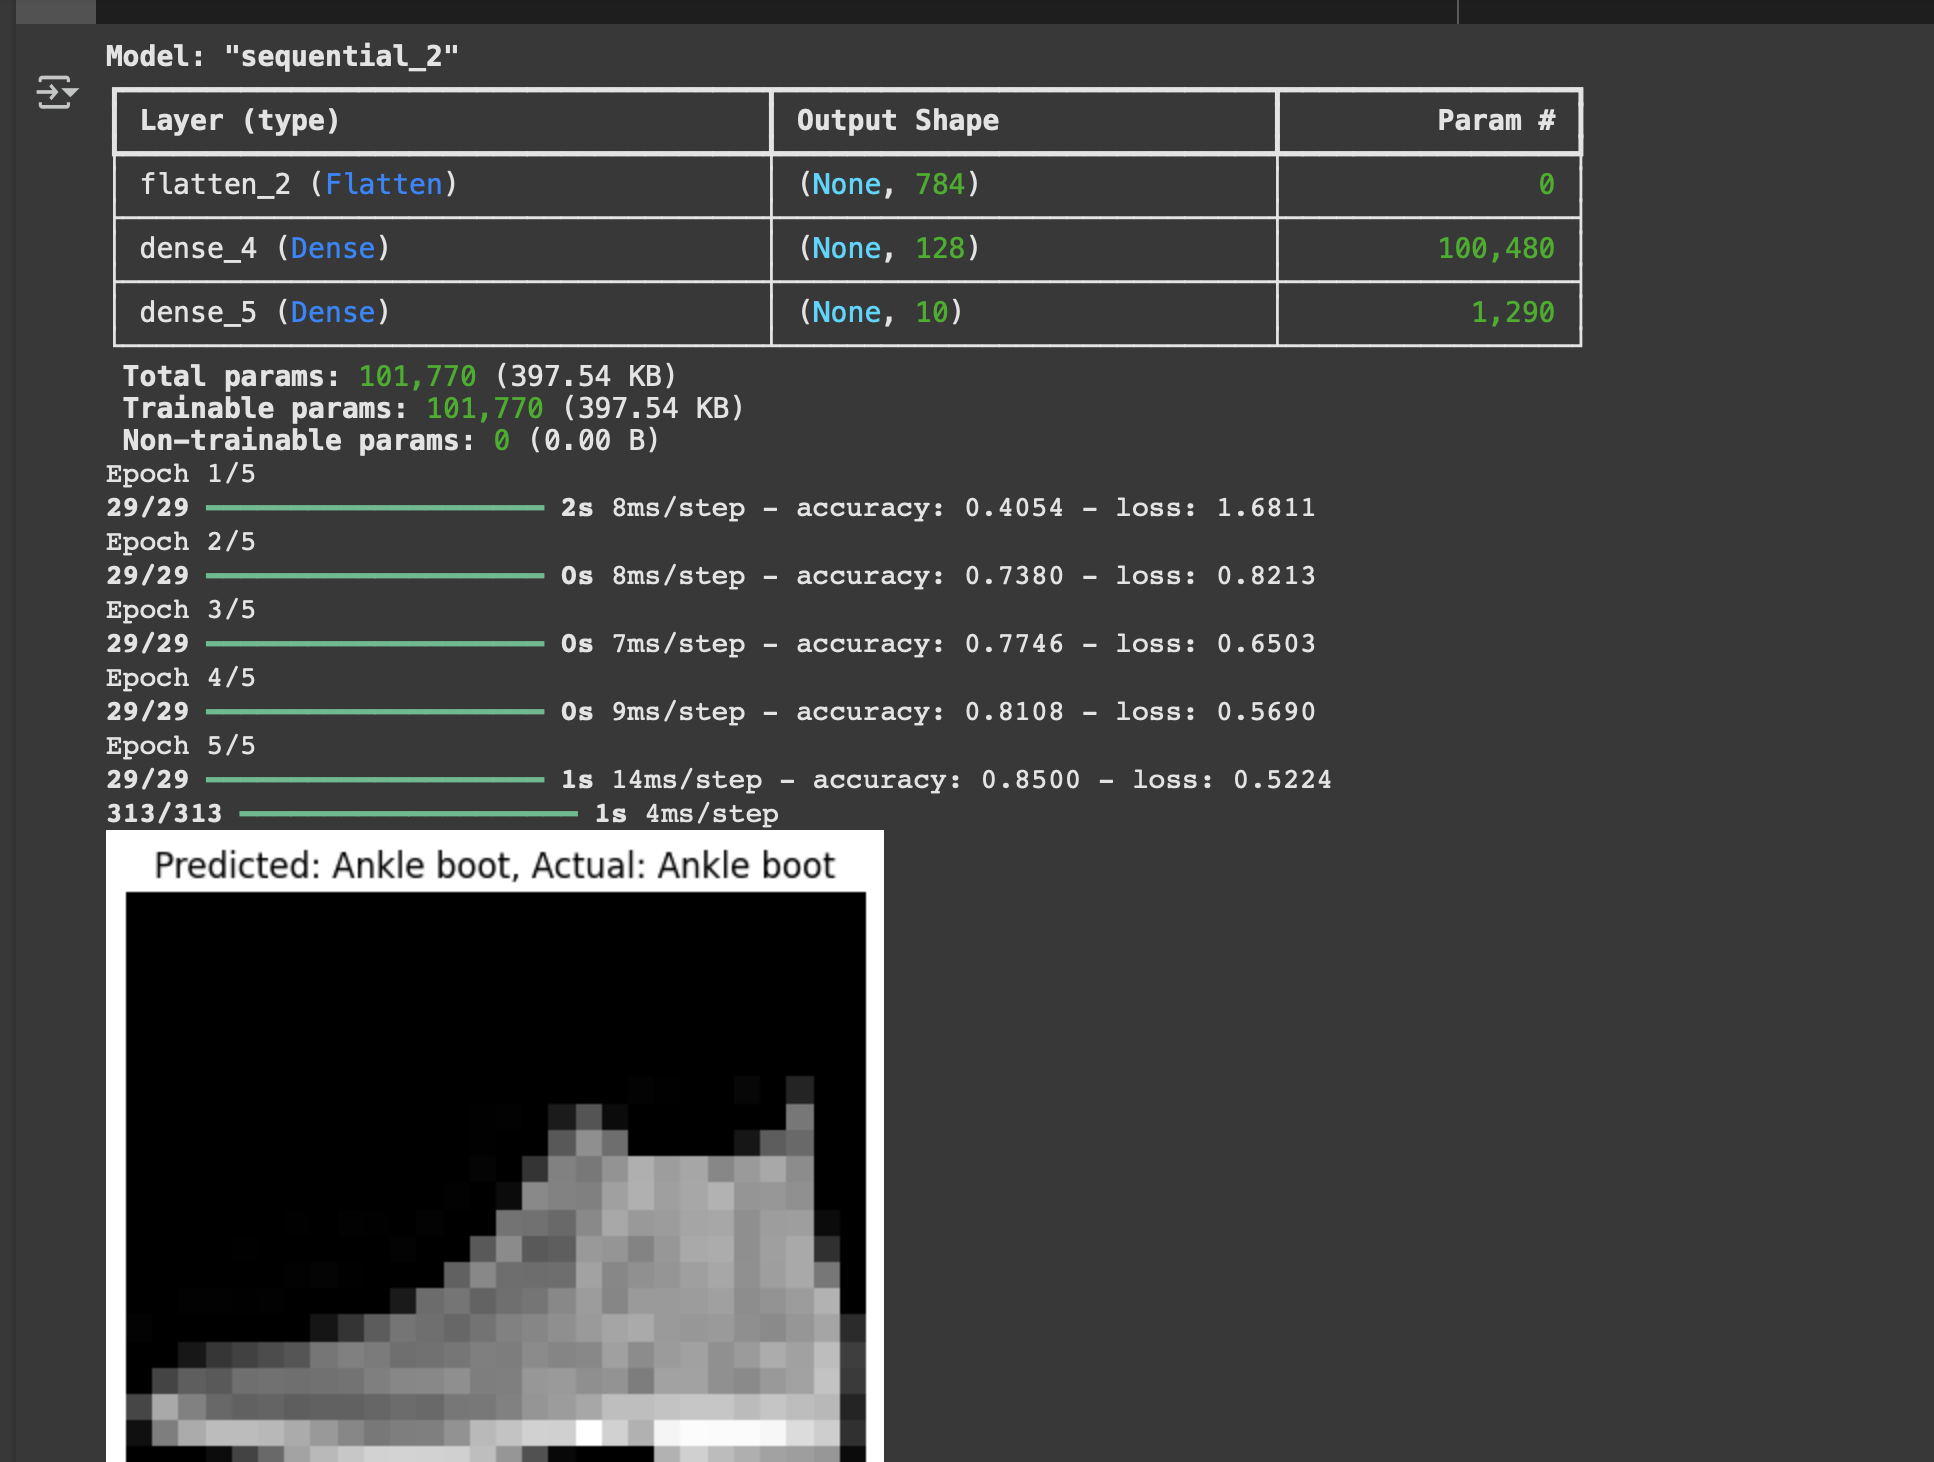 Model: "sequential_2"
Layer (type) Output Shape Param #
flatten_2 (Flatten) (None, 784) 0
dense_4 (Dense) (None, 128) 100,480
dense_5 (Dense) (None, 10) 1,290
Total params: 101,770 (397.54 KB)
Trainable params: 101,770 (397.54 KB)
Non-trainable params: 0 (0.00 B)
Epoch 1/5
29/29 2s 8ms/step - accuracy: 0.4054 - loss: 1.6811
Epoch 2/5
29/29 0s 8ms/step - accuracy: 0.7380 - loss: 0.8213
Epoch 3/5
29/29 0s 7ms/step - accuracy: 0.7746 - loss: 0.6503
Epoch 4/5
29/29 0s 9ms/step - accuracy: 0.8108 - loss: 0.5690
Epoch 5/5
29/29 1s 14ms/step - accuracy: 0.8500 - loss: 0.5224
313/313 1s 4ms/step
Predicted: Ankle boot, Actual: Ankle boot